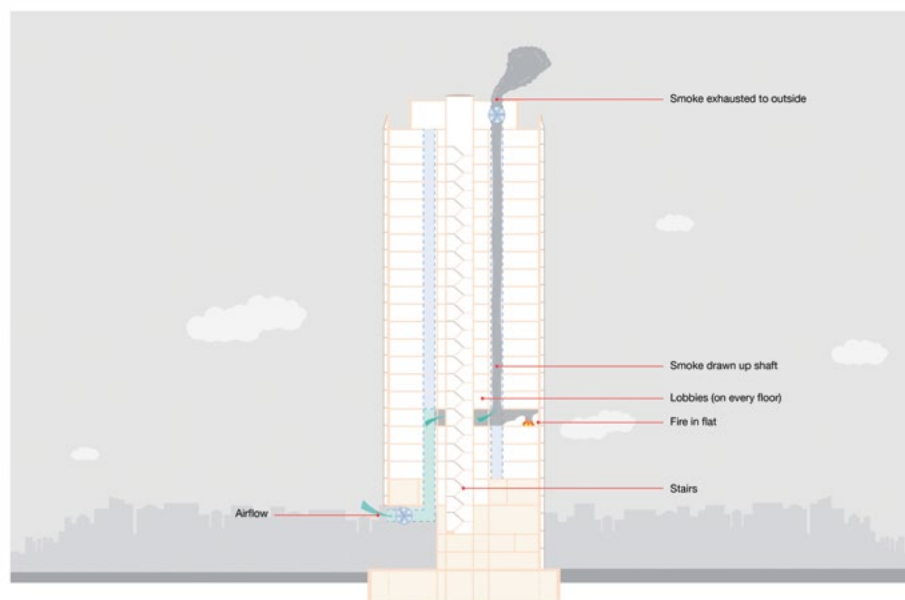 Smoke exhausted to outside
Smoke drawn up shaft
Lobbies (on every floor)
Fire in flat
Stairs
Airflow